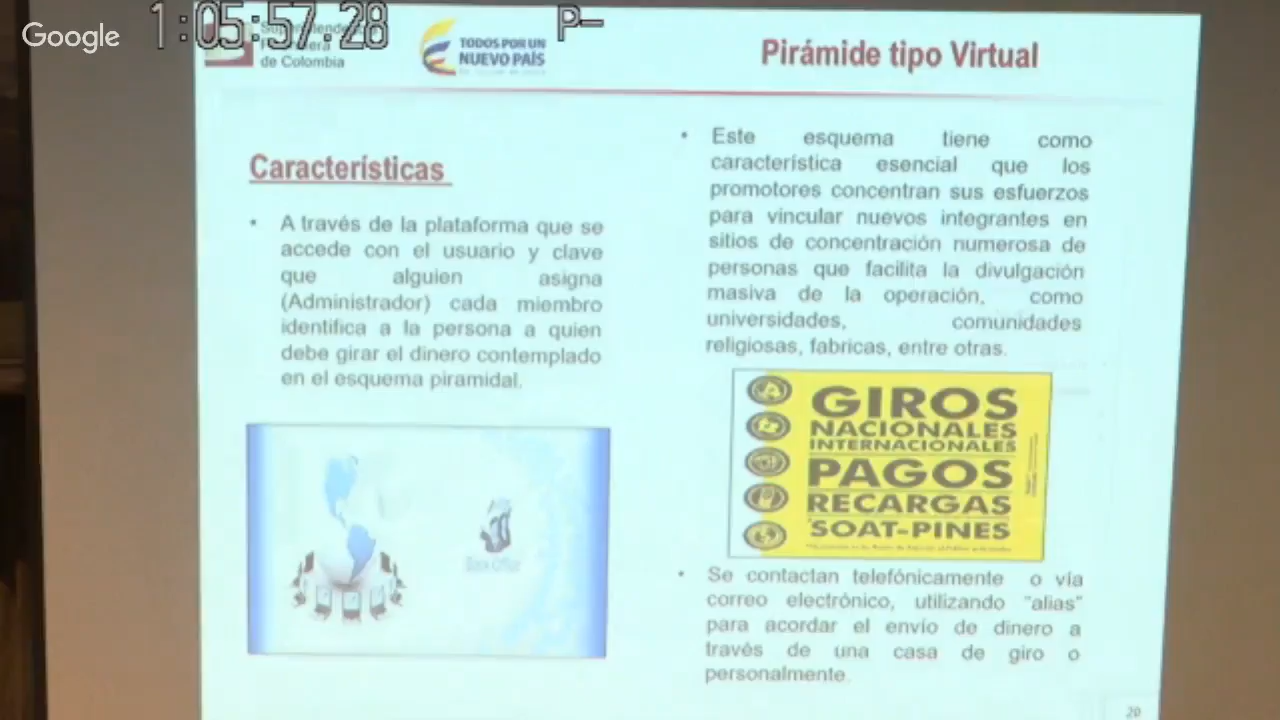 Google
1:05:57.28
P-
Superintendencia
Financiera
de Colombia
TODOS POR UN
NUEVO PAÍS
Pirámide tipo Virtual
Características
• A través de la plataforma que se
accede con el usuario y clave
que alguien asigna
(Administrador) cada miembro
identifica a la persona a quien
debe girar el dinero contemplado
en el esquema piramidal.
• Este esquema tiene como
característica esencial que los
promotores concentran sus esfuerzos
para vincular nuevos integrantes en
sitios de concentración numerosa de
personas que facilita la divulgación
masiva de la operación, como
universidades, comunidades
religiosas, fabricas, entre otras.
GIROS
NACIONALES
INTERNACIONALES
PAGOS
RECARGAS
SOAT-PINES
• Se contactan telefónicamente o vía
correo electrónico, utilizando "alias"
para acordar el envío de dinero a
través de una casa de giro o
personalmente.
20